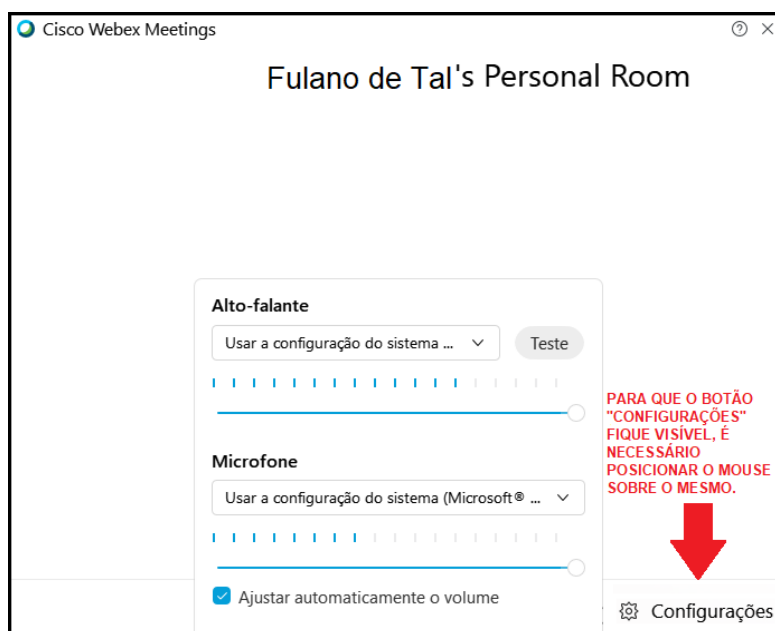 Cisco Webex Meetings
Fulano de Tal's Personal Room
Alto-falante
Usar a configuração do sistema ...
Teste
PARA QUE O BOTÃO
"CONFIGURAÇÕES"
FIQUE VISÍVEL, É
NECESSÁRIO
POSICIONAR O MOUSE
SOBRE O MESMO.
Microfone
Usar a configuração do sistema (Microsoft® ...
Ajustar automaticamente o volume
Configurações